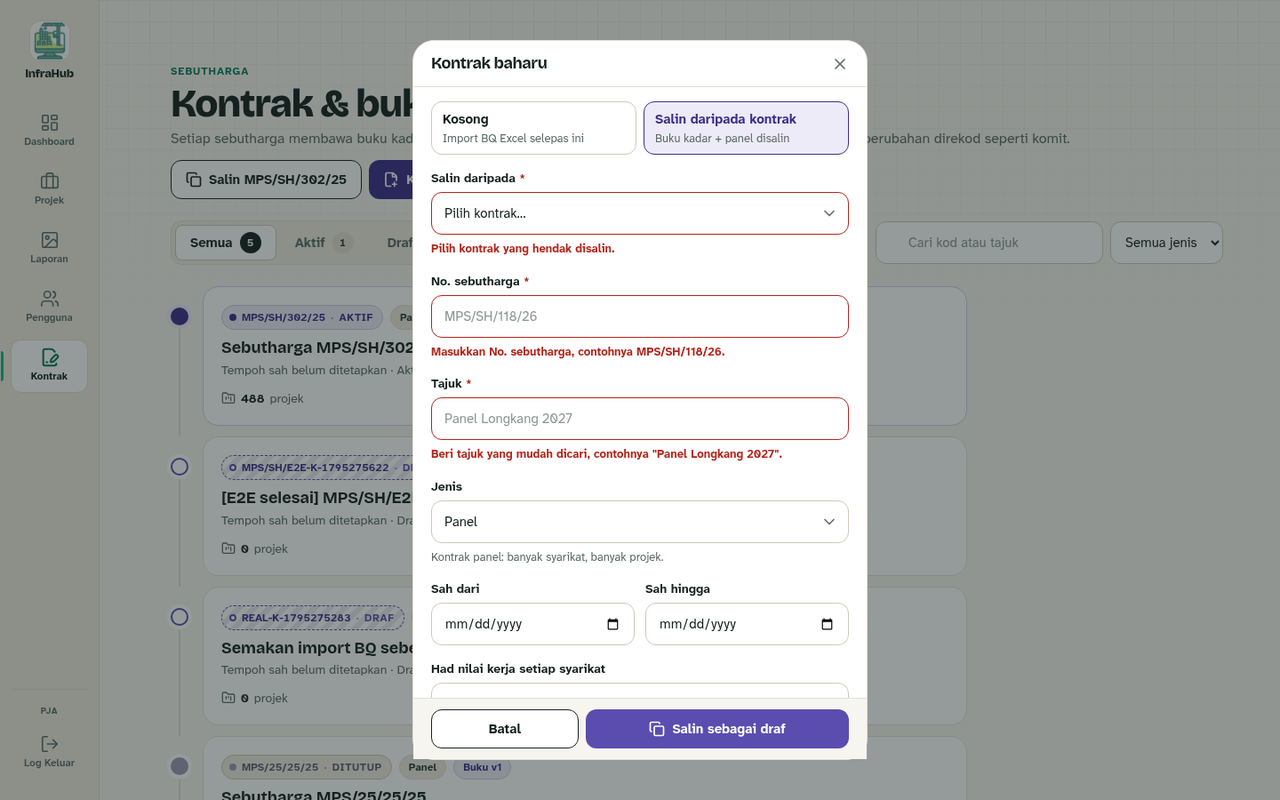 InfraHub
Dashboard
Projek
Laporan
Pengguna
Kontrak
PJA
Log Keluar
SEBUTHARGA
Kontrak & buk
Setiap sebutharga membawa buku kad
perubahan direkod seperti komit.
Salin MPS/SH/302/25
K
Semua 5
Aktif 1
Draf
Cari kod atau tajuk
Semua jenis
MPS/SH/302/25 · AKTIF
Pa
Sebutharga MPS/SH/302
Tempoh sah belum ditetapkan · Akt
488 projek
MPS/SH/E2E-K-1795275622 · D
[E2E selesai] MPS/SH/E2
Tempoh sah belum ditetapkan · Dra
0 projek
REAL-K-1795275283 · DRAF
Semakan import BQ sebe
Tempoh sah belum ditetapkan · Dra
0 projek
MPS/25/25/25 · DITUTUP
Panel
Buku v1
Sebutharga MPS/25/25/25
Kontrak baharu
Kosong
Import BQ Excel selepas ini
Salin daripada kontrak
Buku kadar + panel disalin
Salin daripada *
Pilih kontrak…
Pilih kontrak yang hendak disalin.
No. sebutharga *
MPS/SH/118/26
Masukkan No. sebutharga, contohnya MPS/SH/118/26.
Tajuk *
Panel Longkang 2027
Beri tajuk yang mudah dicari, contohnya "Panel Longkang 2027".
Jenis
Panel
Kontrak panel: banyak syarikat, banyak projek.
Sah dari
Sah hingga
mm/dd/yyyy
mm/dd/yyyy
Had nilai kerja setiap syarikat
Batal
Salin sebagai draf